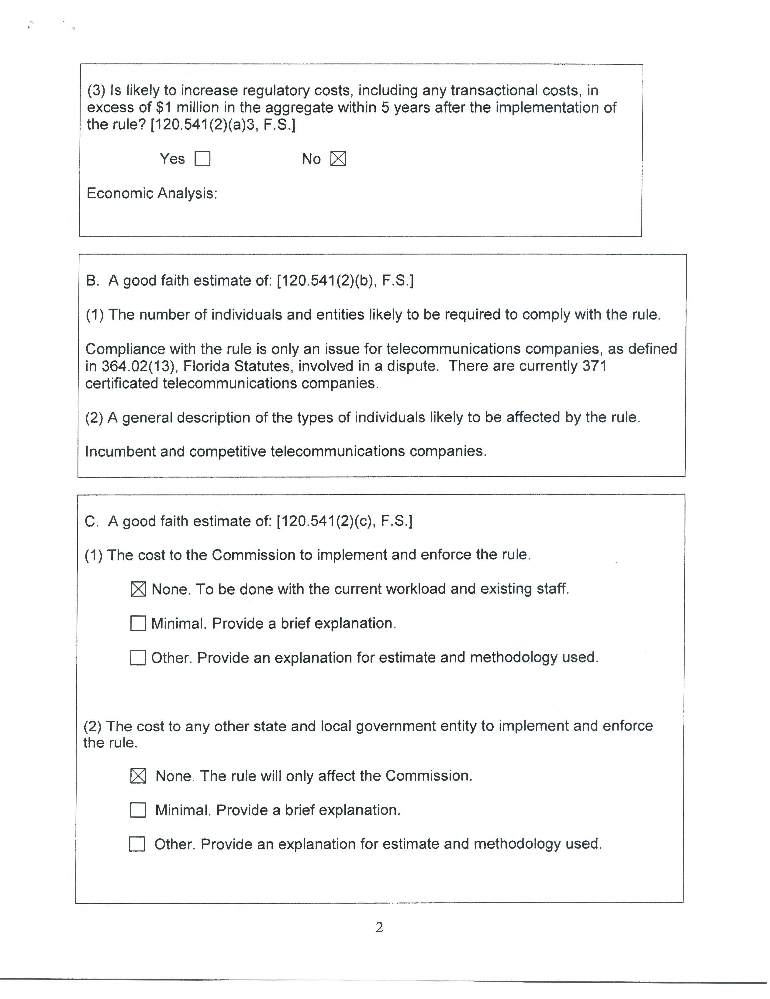 (3) Is likely to increase regulatory costs, including any transactional costs, in
excess of $1 million in the aggregate within 5 years after the implementation of
the rule? [120.541(2)(a)3, F.S.]
Yes ☐ No ☒
Economic Analysis:
B. A good faith estimate of: [120.541(2)(b), F.S.]
(1) The number of individuals and entities likely to be required to comply with the rule.
Compliance with the rule is only an issue for telecommunications companies, as defined
in 364.02(13), Florida Statutes, involved in a dispute. There are currently 371
certificated telecommunications companies.
(2) A general description of the types of individuals likely to be affected by the rule.
Incumbent and competitive telecommunications companies.
C. A good faith estimate of: [120.541(2)(c), F.S.]
(1) The cost to the Commission to implement and enforce the rule.
☒ None. To be done with the current workload and existing staff.
☐ Minimal. Provide a brief explanation.
☐ Other. Provide an explanation for estimate and methodology used.
(2) The cost to any other state and local government entity to implement and enforce
the rule.
☒ None. The rule will only affect the Commission.
☐ Minimal. Provide a brief explanation.
☐ Other. Provide an explanation for estimate and methodology used.
2